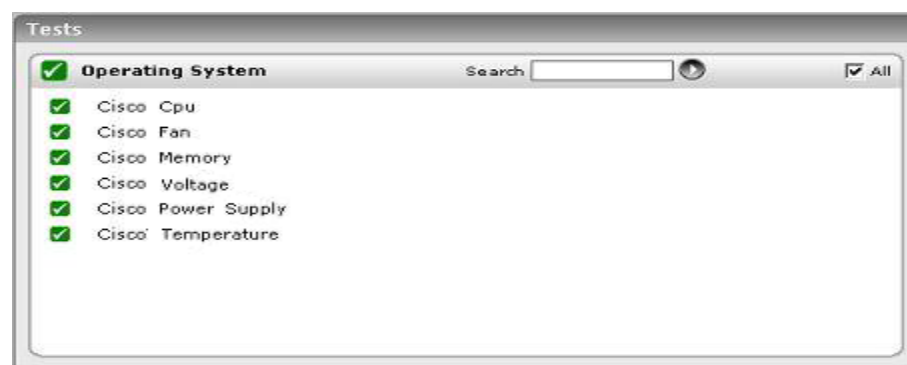 Tests
Operating System Search All
Cisco Cpu
Cisco Fan
Cisco Memory
Cisco Voltage
Cisco Power Supply
Cisco Temperature